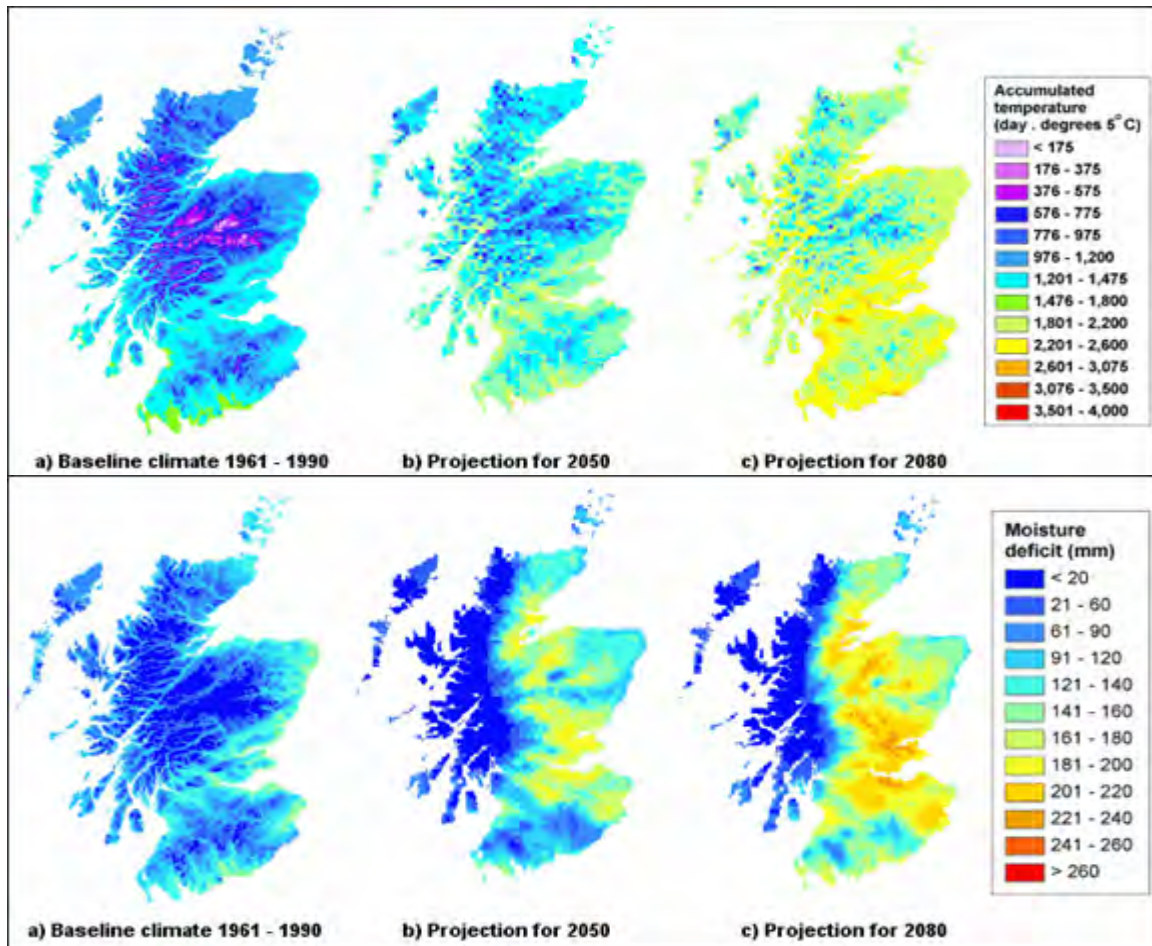 Accumulated
temperature
(day . degrees 5°C)
< 175
176 - 375
376 - 575
576 - 775
776 - 975
976 - 1,200
1,201 - 1,475
1,476 - 1,800
1,801 - 2,200
2,201 - 2,600
2,601 - 3,075
3,076 - 3,500
3,501 - 4,000
a) Baseline climate 1961 - 1990
b) Projection for 2050
c) Projection for 2080
Moisture
deficit (mm)
< 20
21 - 60
61 - 90
91 - 120
121 - 140
141 - 160
161 - 180
181 - 200
201 - 220
221 - 240
241 - 260
> 260
a) Baseline climate 1961 - 1990
b) Projection for 2050
c) Projection for 2080